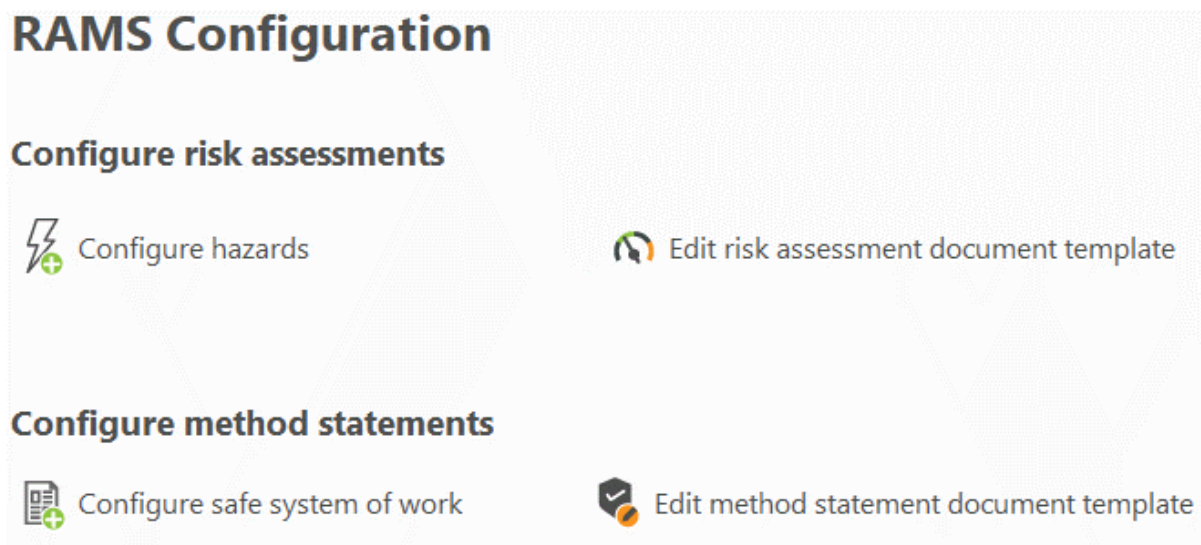 RAMS Configuration
Configure risk assessments
Configure hazards
Edit risk assessment document template
Configure method statements
Configure safe system of work
Edit method statement document template